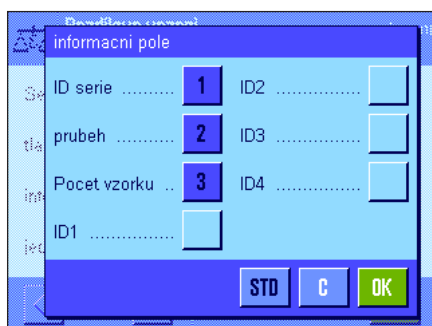 informacni pole
ID serie .......... 1
prubeh .......... 2
Pocet vzorku .. 3
ID1 ................
ID2 ................
ID3 ................
ID4 ................
STD
C
OK